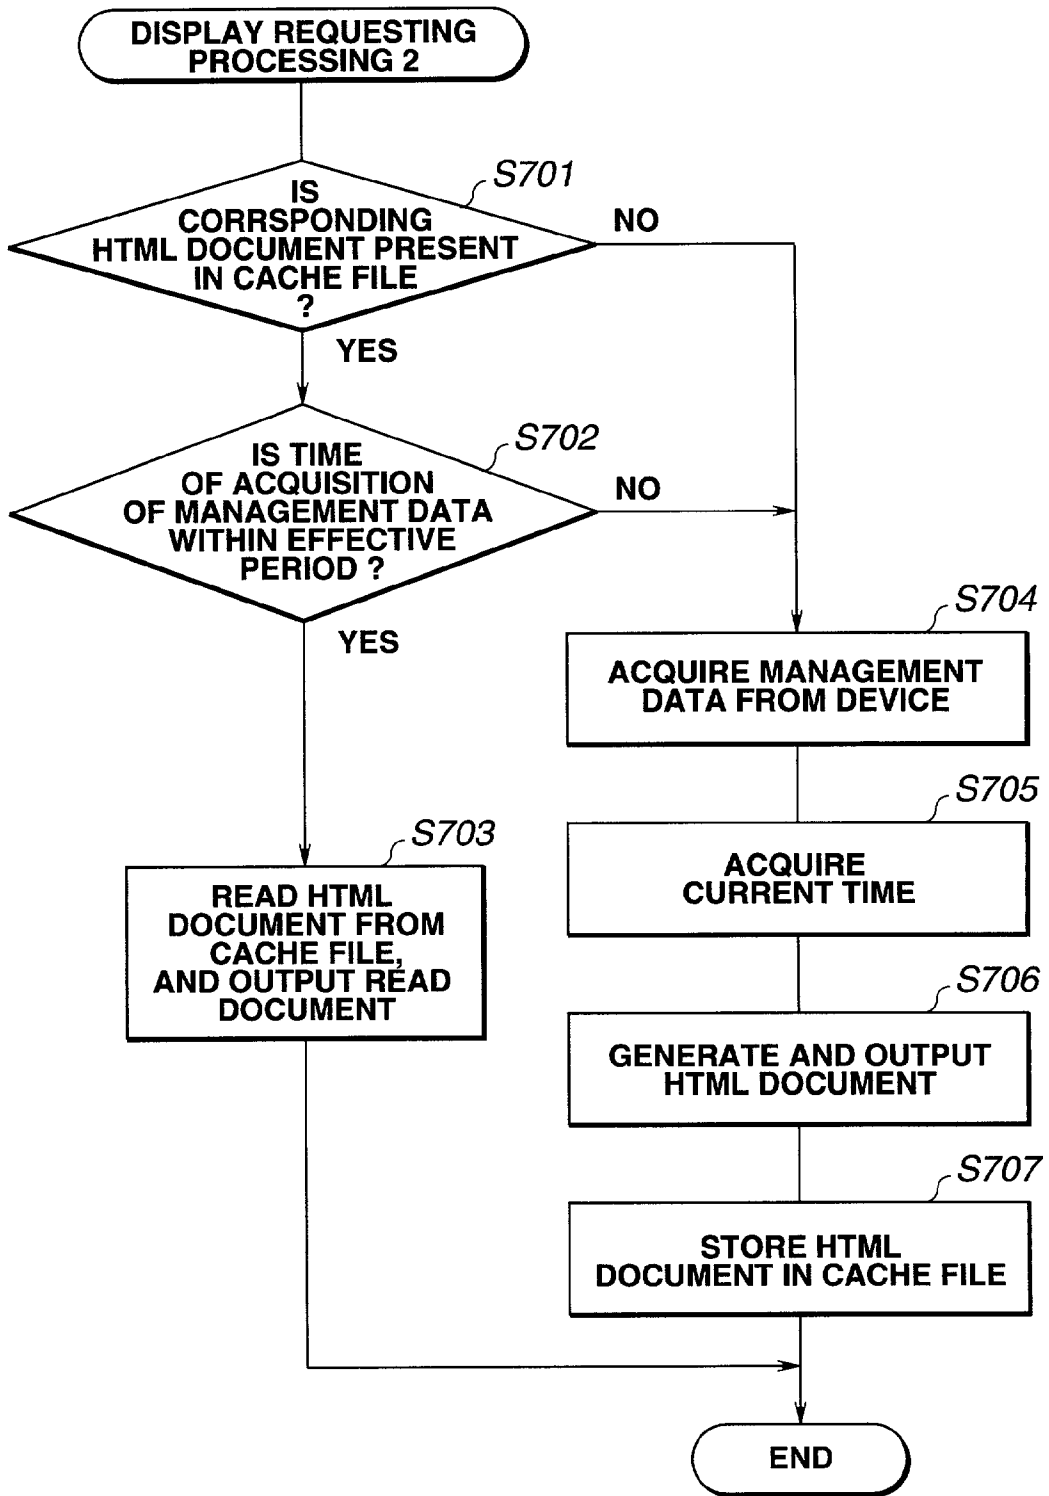 DISPLAY REQUESTING
PROCESSING 2
S701
IS
CORRSPONDING
HTML DOCUMENT PRESENT
IN CACHE FILE
?
NO
YES
S702
IS TIME
OF ACQUISITION
OF MANAGEMENT DATA
WITHIN EFFECTIVE
PERIOD ?
NO
YES
S703
READ HTML
DOCUMENT FROM
CACHE FILE,
AND OUTPUT READ
DOCUMENT
S704
ACQUIRE MANAGEMENT
DATA FROM DEVICE
S705
ACQUIRE
CURRENT TIME
S706
GENERATE AND OUTPUT
HTML DOCUMENT
S707
STORE HTML
DOCUMENT IN CACHE FILE
END